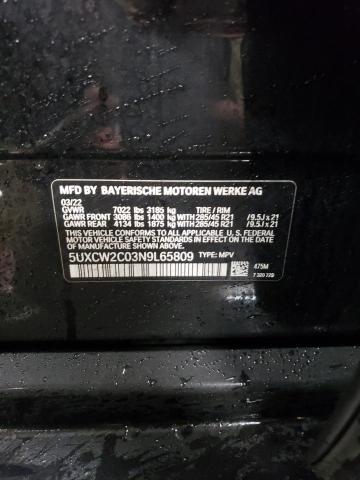 MFD BY BAYERISCHE MOTOREN WERKE AG
03/22
GVWR 7022 lbs 3185 kg TIRE / RIM
GAWR FRONT 3086 lbs 1400 kg WITH 285/45 R21 /9.5J x 21
GAWR REAR 4134 lbs 1875 kg WITH 285/45 R21 /9.5J x 21
THIS VEHICLE CONFORMS TO ALL APPLICABLE U. S. FEDERAL
MOTOR VEHICLE SAFETY STANDARDS IN EFFECT ON THE DATE OF
MANUFACTURE SHOWN ABOVE.
5UXCW2C03N9L65809 TYPE: MPV 475M
7 320 729